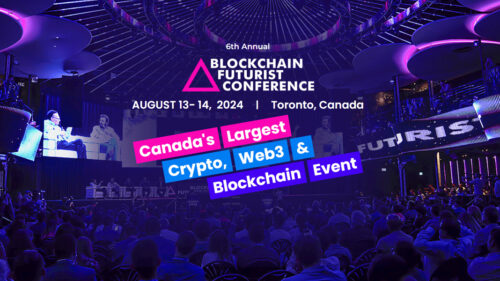 6th Annual
BLOCKCHAIN
FUTURIST
CONFERENCE
AUGUST 13- 14, 2024 | Toronto, Canada
Canada's Largest
Crypto, Web3 &
Blockchain Event
FUTURIST